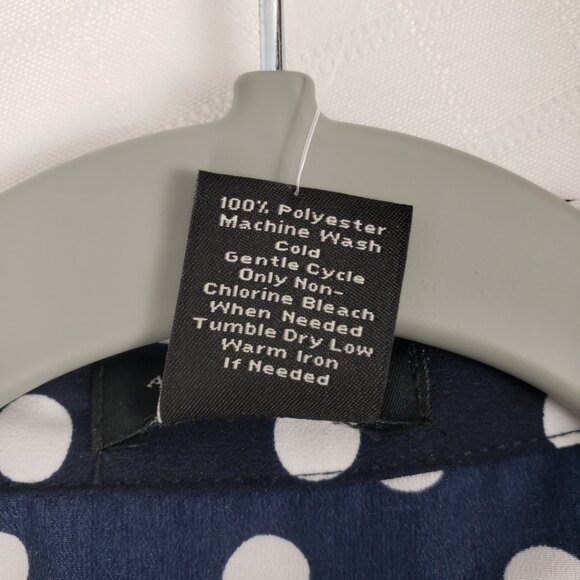 100% Polyester
Machine Wash
Cold
Gentle Cycle
Only Non-
Chlorine Bleach
When Needed
Tumble Dry Low
Warm Iron
If Needed